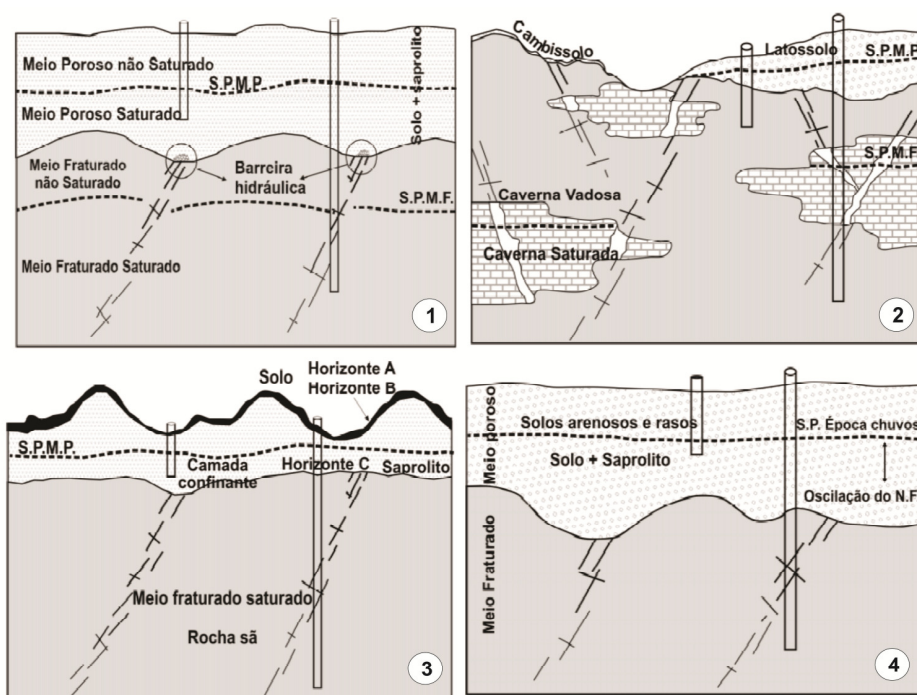 Meio Poroso não Saturado
S.P.M.P.
Meio Poroso Saturado
Solo + saprolito
Meio Fraturado
não Saturado
Barreira
hidráulica
S.P.M.F.
Meio Fraturado Saturado
1
Cambissolo
Latossolo
S.P.M.P.
S.P.M.F.
Caverna Vadosa
Caverna Saturada
2
Solo
Horizonte A
Horizonte B
S.P.M.P.
Camada
confinante
Horizonte C
Saprolito
Meio fraturado saturado
Rocha sã
3
Meio poroso
Solos arenosos e rasos
S.P. Época chuvos
Solo + Saprolito
Oscilação do N.F
Meio Fraturado
4